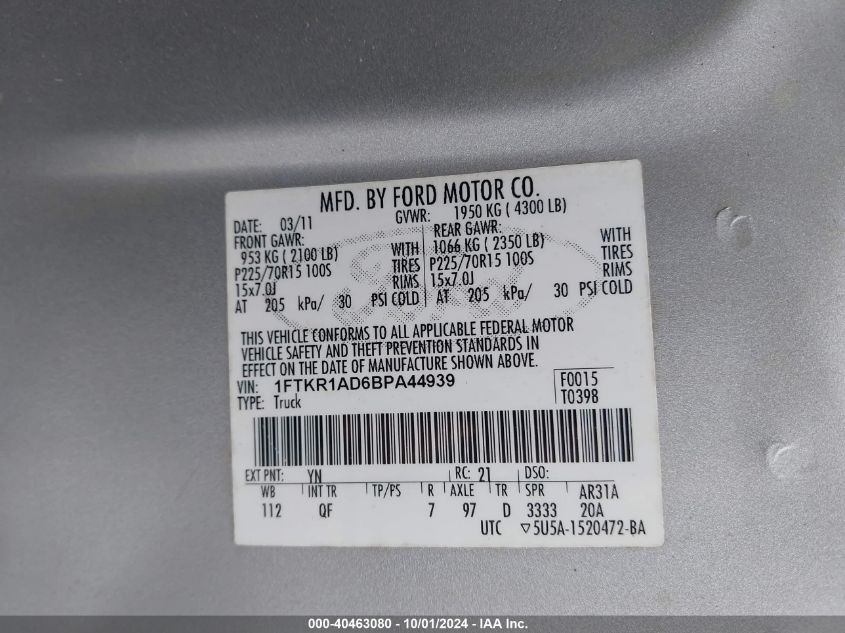 MFD. BY FORD MOTOR CO.
DATE: 03/11 GVWR: 1950 KG ( 4300 LB)
FRONT GAWR: REAR GAWR:
953 KG ( 2100 LB) WITH 1066 KG ( 2350 LB) WITH
P225/70R15 100S TIRES P225/70R15 100S TIRES
15x7.0J RIMS 15x7.0J RIMS
AT 205 kPa/ 30 PSI COLD AT 205 kPa/ 30 PSI COLD
THIS VEHICLE CONFORMS TO ALL APPLICABLE FEDERAL MOTOR
VEHICLE SAFETY AND THEFT PREVENTION STANDARDS IN
EFFECT ON THE DATE OF MANUFACTURE SHOWN ABOVE.
VIN: 1FTKR1AD6BPA44939 F0015
TYPE: Truck T0398
EXT PNT: YN RC: 21 DSO:
WB INT TR TP/PS R AXLE TR SPR AR31A
112 QF 7 97 D 3333 20A
UTC ▽5U5A-1520472-BA
000-40463080 - 10/01/2024 - IAA Inc.